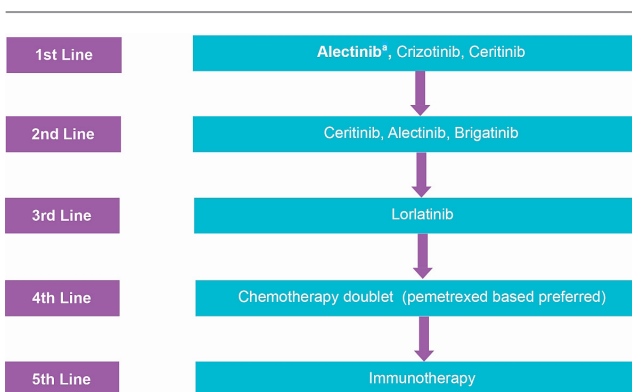 1st Line
Alectinibᵃ, Crizotinib, Ceritinib
2nd Line
Ceritinib, Alectinib, Brigatinib
3rd Line
Lorlatinib
4th Line
Chemotherapy doublet (pemetrexed based preferred)
5th Line
Immunotherapy